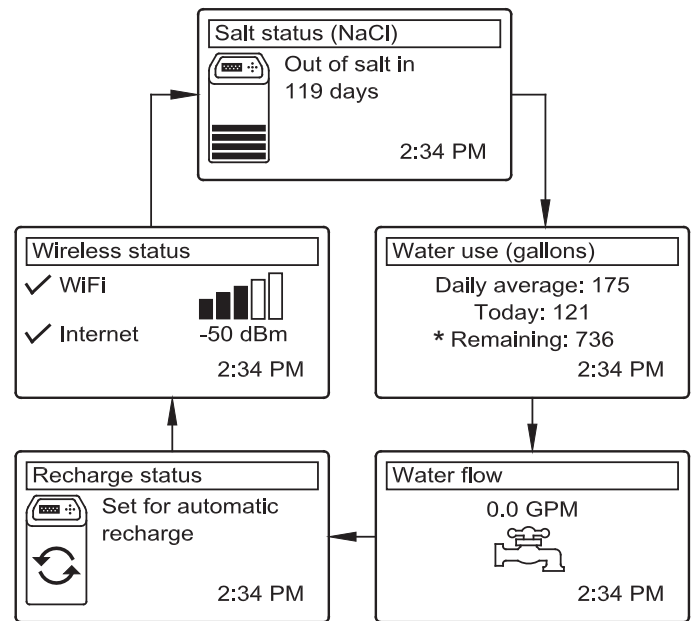 Salt status (NaCl)
Out of salt in
119 days
2:34 PM
Water use (gallons)
Daily average: 175
Today: 121
* Remaining: 736
2:34 PM
Water flow
0.0 GPM
2:34 PM
Recharge status
Set for automatic
recharge
2:34 PM
Wireless status
WiFi
Internet
-50 dBm
2:34 PM